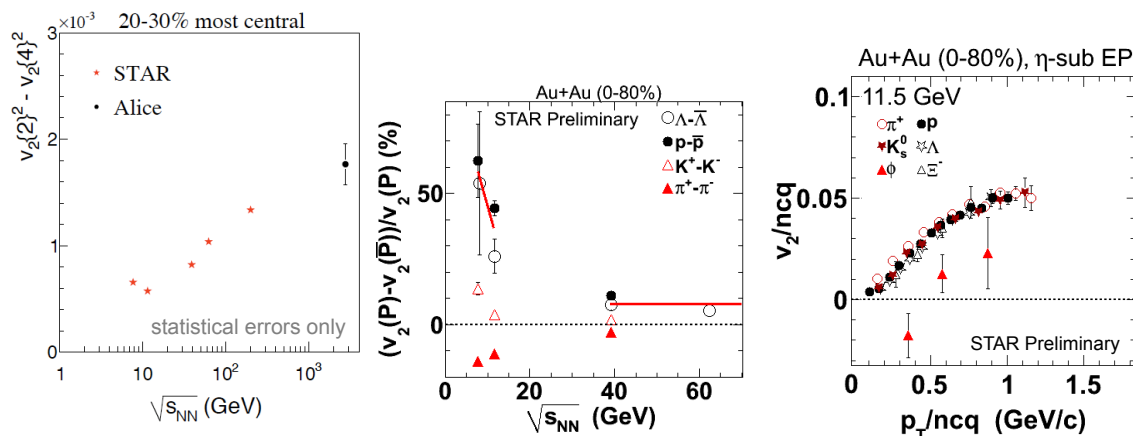 20-30% most central
×10⁻³
v₂{2}² - v₂{4}²
3
2
1
0
STAR
Alice
statistical errors only
1
10
10²
10³
√s_NN (GeV)
Au+Au (0-80%)
STAR Preliminary
(v₂(P)-v₂(P̅))/v₂(P) (%)
50
0
Λ-Λ̅
p-p̅
K⁺-K⁻
π⁺-π⁻
0
20
40
60
√s_NN (GeV)
Au+Au (0-80%), η-sub EP
11.5 GeV
v₂/ncq
0.1
0.05
0
π⁺
p
K⁰ₛ
Λ
ϕ
Ξ⁻
STAR Preliminary
0
0.5
1
1.5
p_T/ncq (GeV/c)